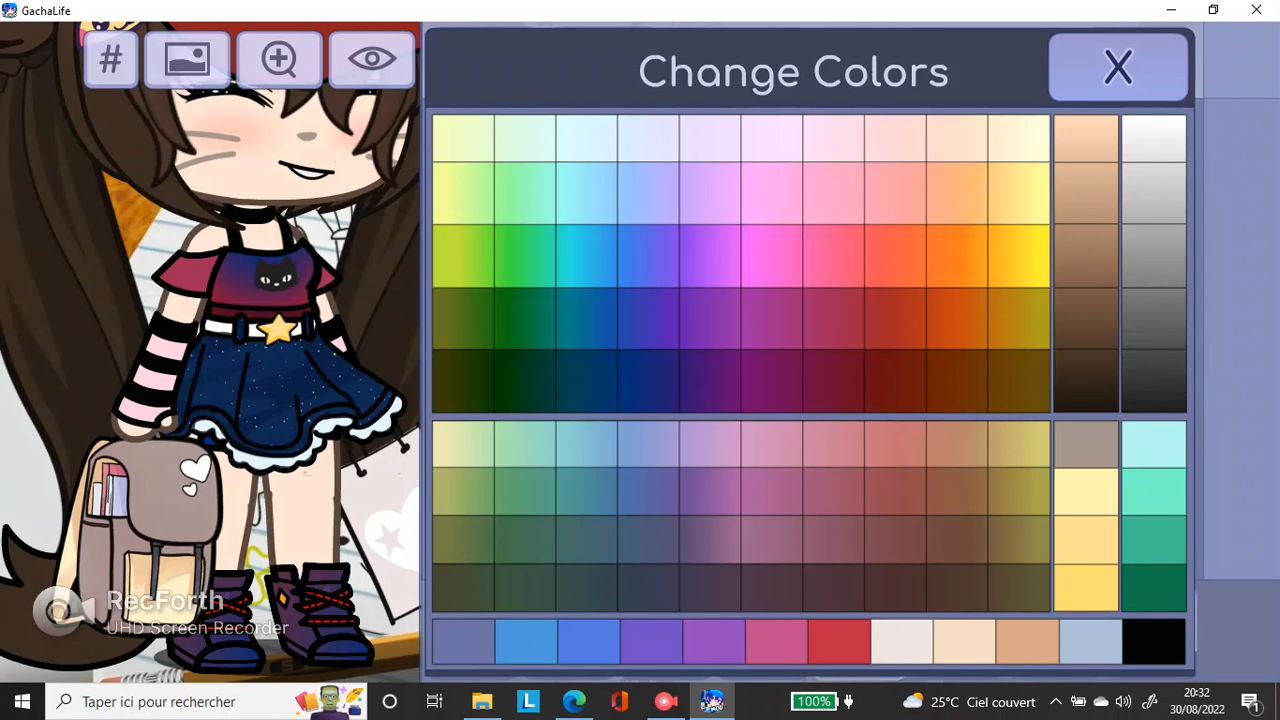 GachaLife
#
Change Colors
X
RecForth
UHD Screen Recorder
Taper ici pour rechercher
L
100%
25°C Ciel couvert
20:32
30/08/2022
1